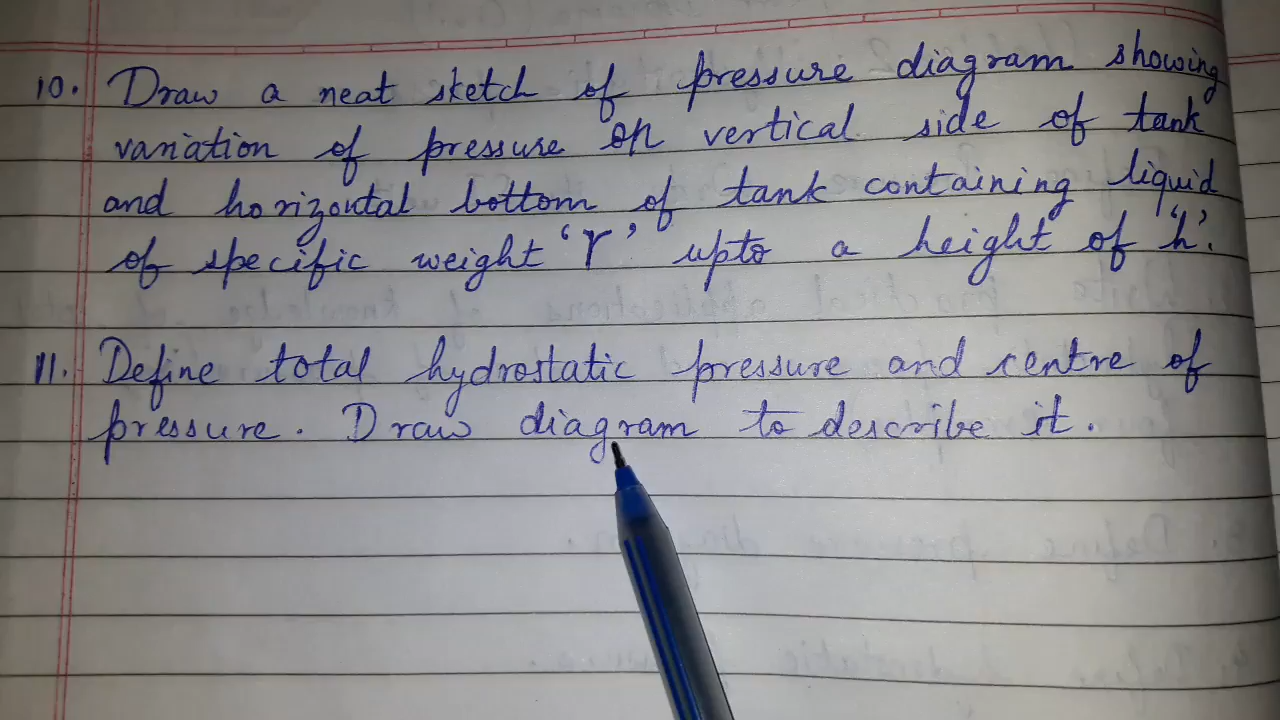 10. Draw a neat sketch of pressure diagram showing
variation of pressure on vertical side of tank
and horizontal bottom of tank containing liquid
of specific weight 'γ' upto a height of 'h'.
11. Define total hydrostatic pressure and centre of
pressure. Draw diagram to describe it.